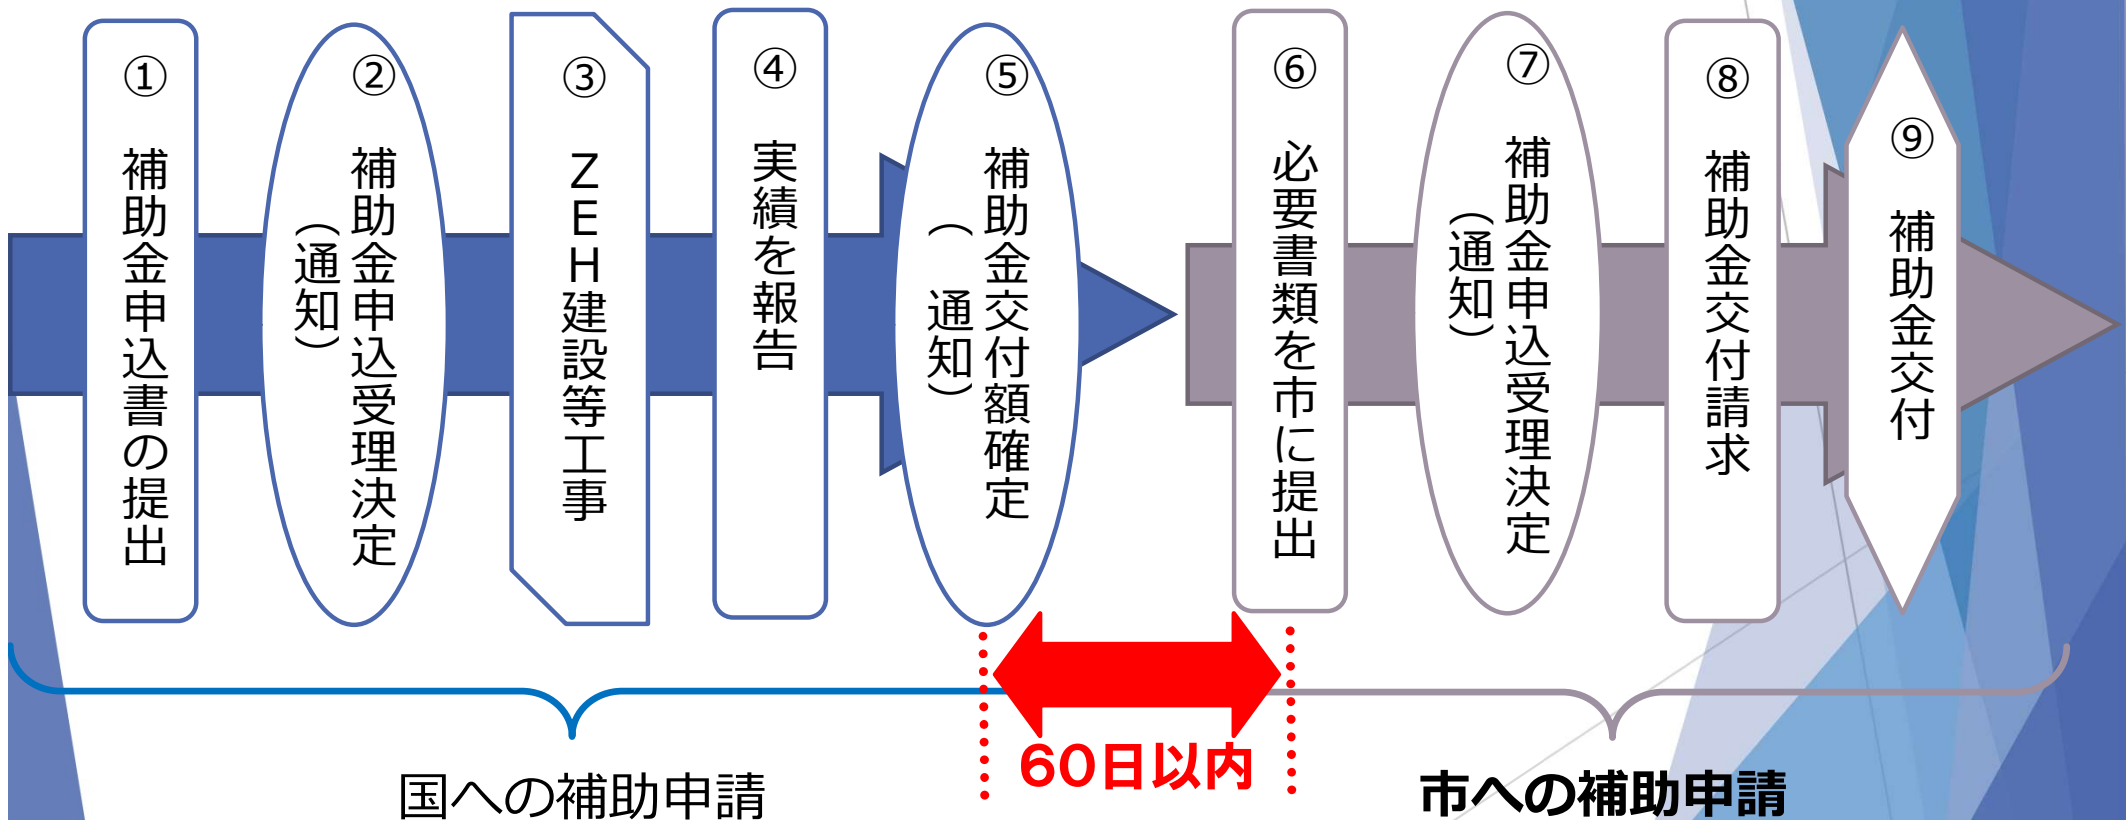 ①　補助金申込書の提出
②　補助金申込受理決定
（通知）
③　ＺＥＨ建設等工事
④　実績を報告
⑤　補助金交付額確定
（　通知）
⑥　必要書類を市に提出
⑦　補助金申込受理決定
（通知）
⑧　補助金交付請求
⑨　補助金交付
60日以内
国への補助申請
市への補助申請